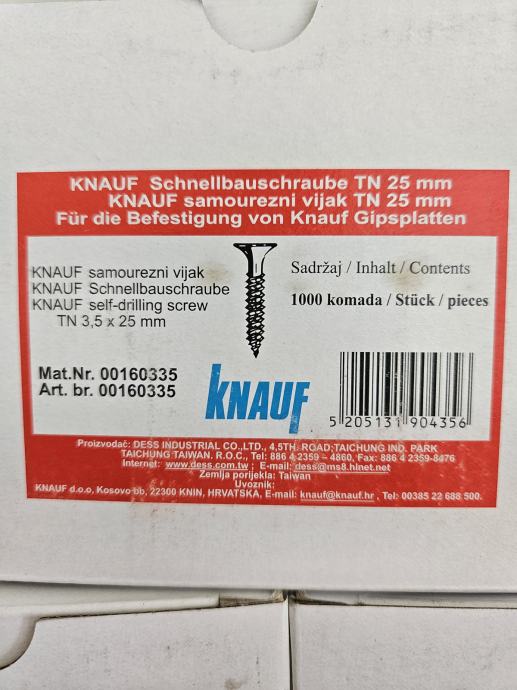 KNAUF Schnellbauschraube TN 25 mm
KNAUF samourezni vijak TN 25 mm
Für die Befestigung von Knauf Gipsplatten
KNAUF samourezni vijak
KNAUF Schnellbauschraube
KNAUF self-drilling screw
TN 3,5 x 25 mm
Sadržaj / Inhalt / Contents
1000 komada / Stück / pieces
Mat.Nr. 00160335
Art. br. 00160335
KNAUF
5 205131 904356
Proizvođač: DESS INDUSTRIAL CO.,LTD., 4,5TH. ROAD;TAICHUNG IND. PARK
TAICHUNG TAIWAN. R.O.C., Tel: 886 4 2359 – 4860, Fax: 886 4 2359-8476
Internet: www.dess.com.tw ; E-mail: dess@ms8.hinet.net
Zemlja porijekla: Taiwan
Uvoznik:
KNAUF d.o.o, Kosovo bb, 22300 KNIN, HRVATSKA, E-mail: knauf@knauf.hr , Tel: 00385 22 688 500.